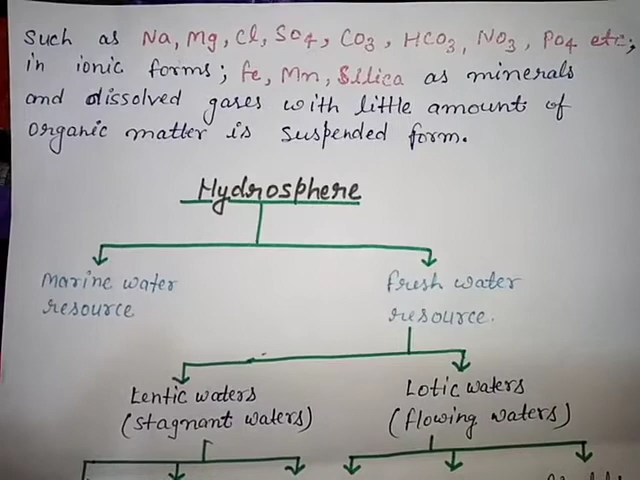 Such as Na, Mg, Cl, SO4, CO3, HCO3, NO3, PO4 etc;
in ionic forms; Fe, Mn, Silica as minerals
and dissolved gases with little amount of
organic matter is suspended form.
Hydrosphere
Marine water resource
Fresh water resource.
Lentic waters (stagnant waters)
Lotic waters (flowing waters)